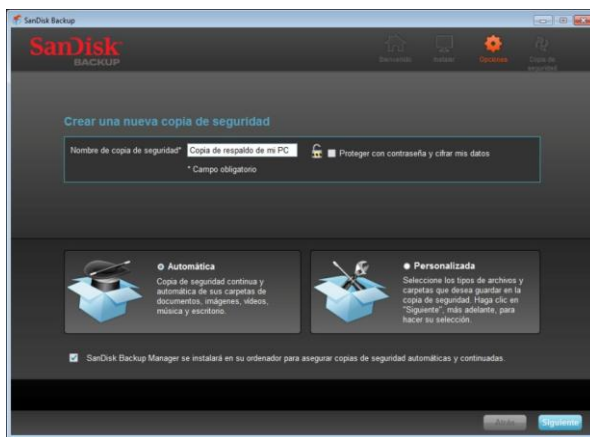 SanDisk Backup
SanDisk
BACKUP
Bienvenido
Instalar
Opciones
Copia de
seguridad
Crear una nueva copia de seguridad
Nombre de copia de seguridad*
Copia de respaldo de mi PC
Proteger con contraseña y cifrar mis datos
* Campo obligatorio
Automática
Copia de seguridad continua y
automática de sus carpetas de
documentos, imágenes, vídeos,
música y escritorio.
Personalizada
Seleccione los tipos de archivos y
carpetas que desea guardar en la
copia de seguridad. Haga clic en
"Siguiente", más adelante, para
hacer su selección.
SanDisk Backup Manager se instalará en su ordenador para asegurar copias de seguridad automáticas y continuadas.
Atrás
Siguiente